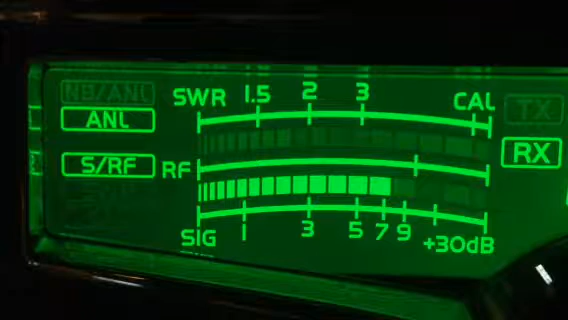 NB/ANL
SWR 1.5 2 3 CAL
TX
ANL
S/RF
RF
RX
SIG 1 3 5 7 9 +30dB